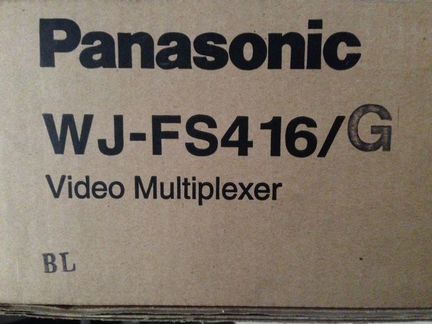 Panasonic
WJ-FS416/G
Video Multiplexer
BL